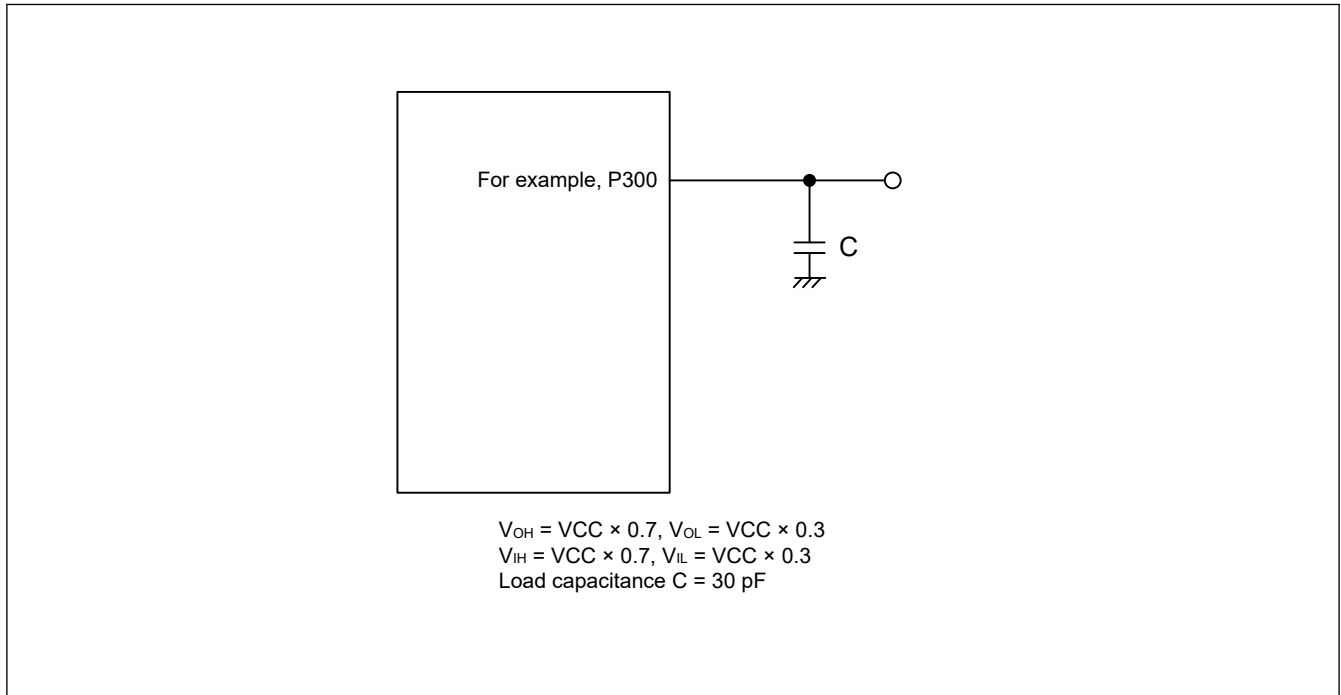 For example, P300
C
VOH = VCC × 0.7, VOL = VCC × 0.3
VIH = VCC × 0.7, VIL = VCC × 0.3
Load capacitance C = 30 pF